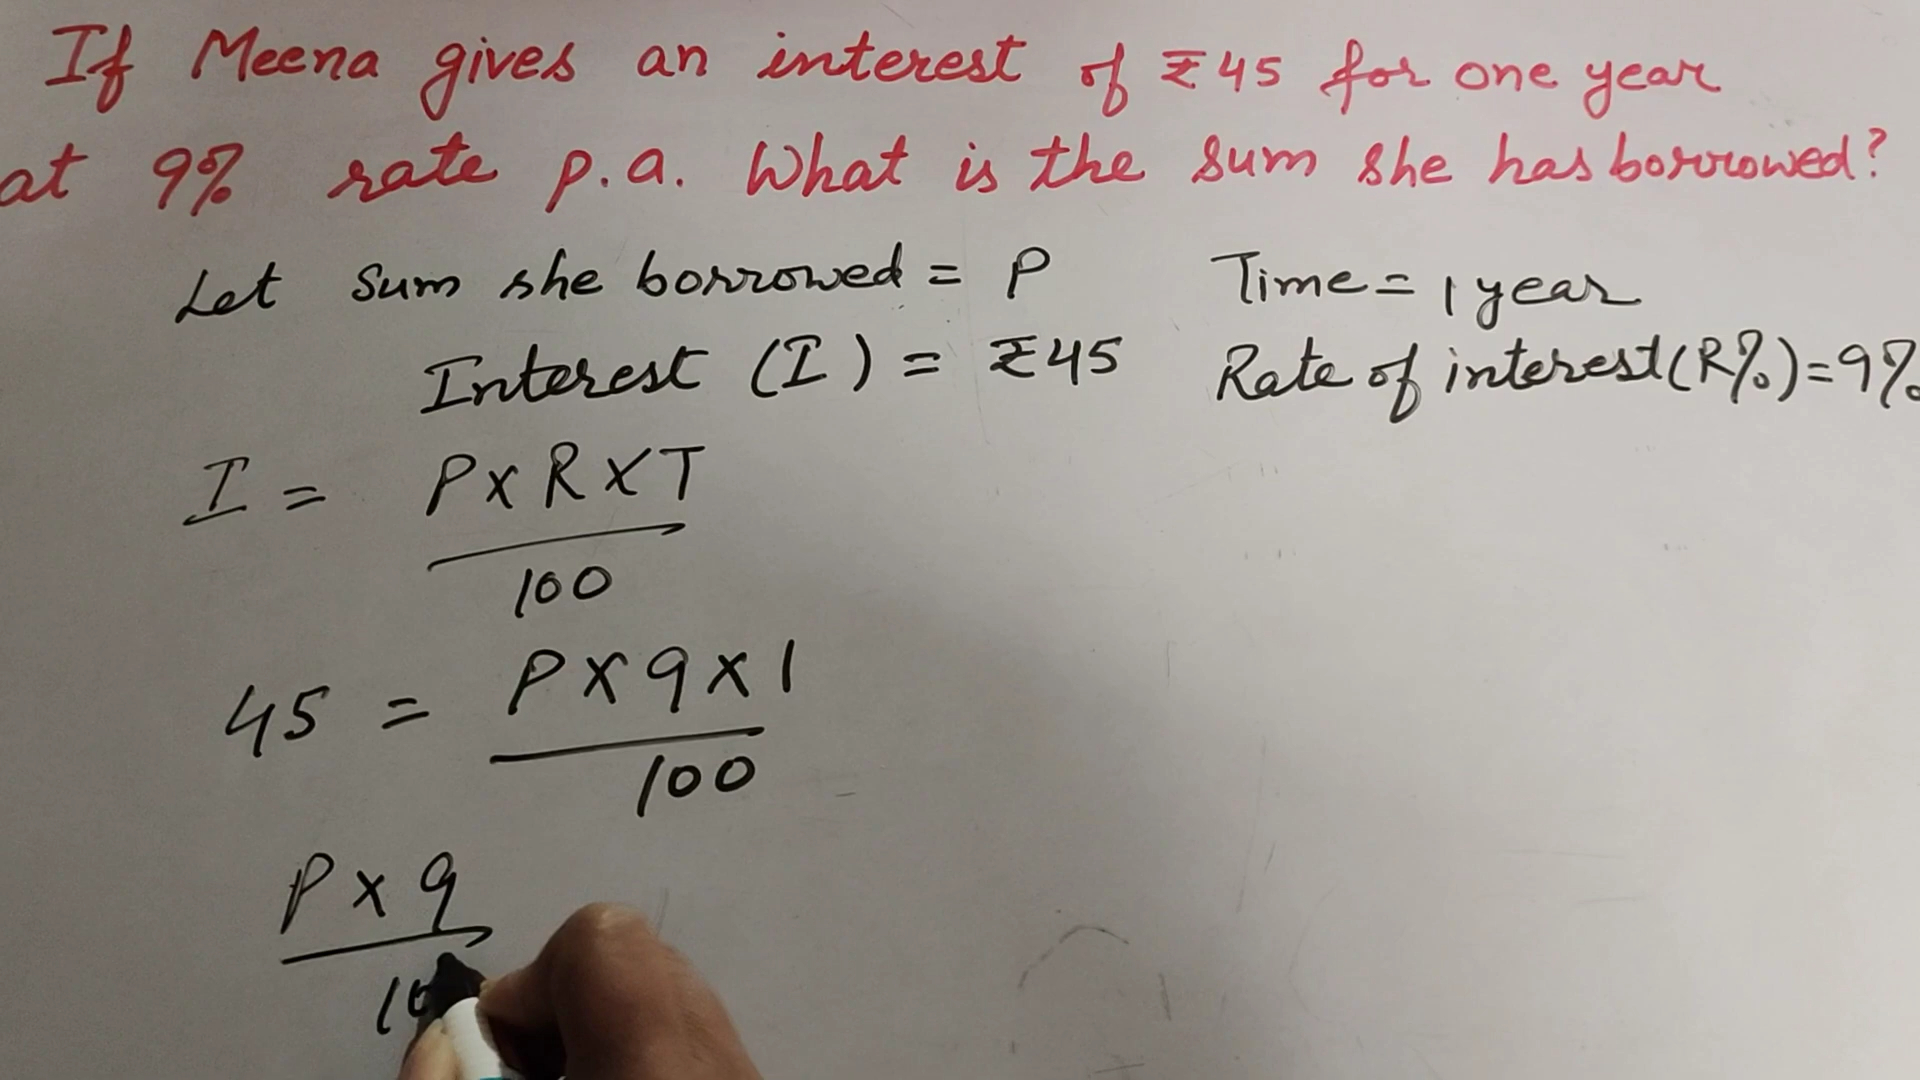 If Meena gives an interest of ₹45 for one year
at 9% rate p.a. What is the sum she has borrowed?
Let sum she borrowed = P Time = 1 year
Interest (I) = ₹45 Rate of interest (R%) = 9%
I = P x R x T
100
45 = P x 9 x 1
100
P x 9
10